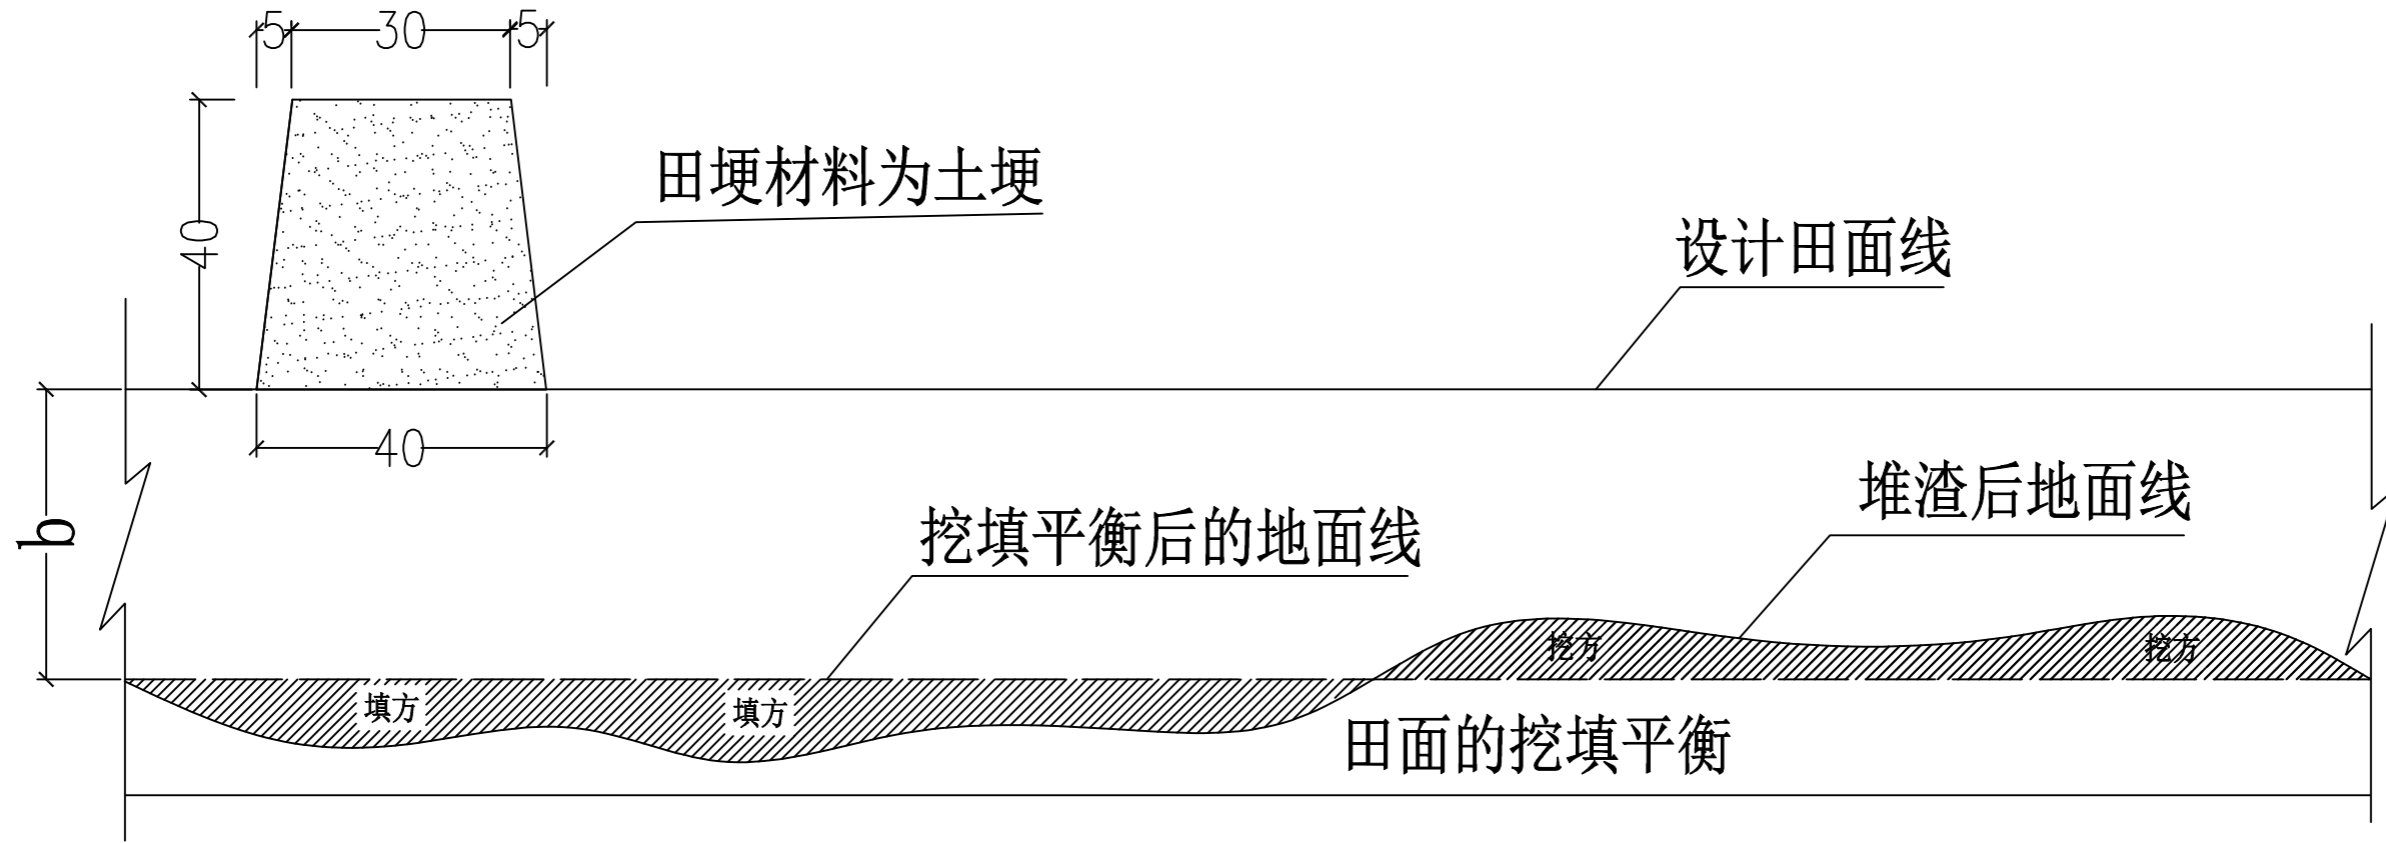 5 30 5
田埂材料为土埂
40
设计田面线
40
堆渣后地面线
挖填平衡后的地面线
b
挖方 挖方
填方 填方
田面的挖填平衡